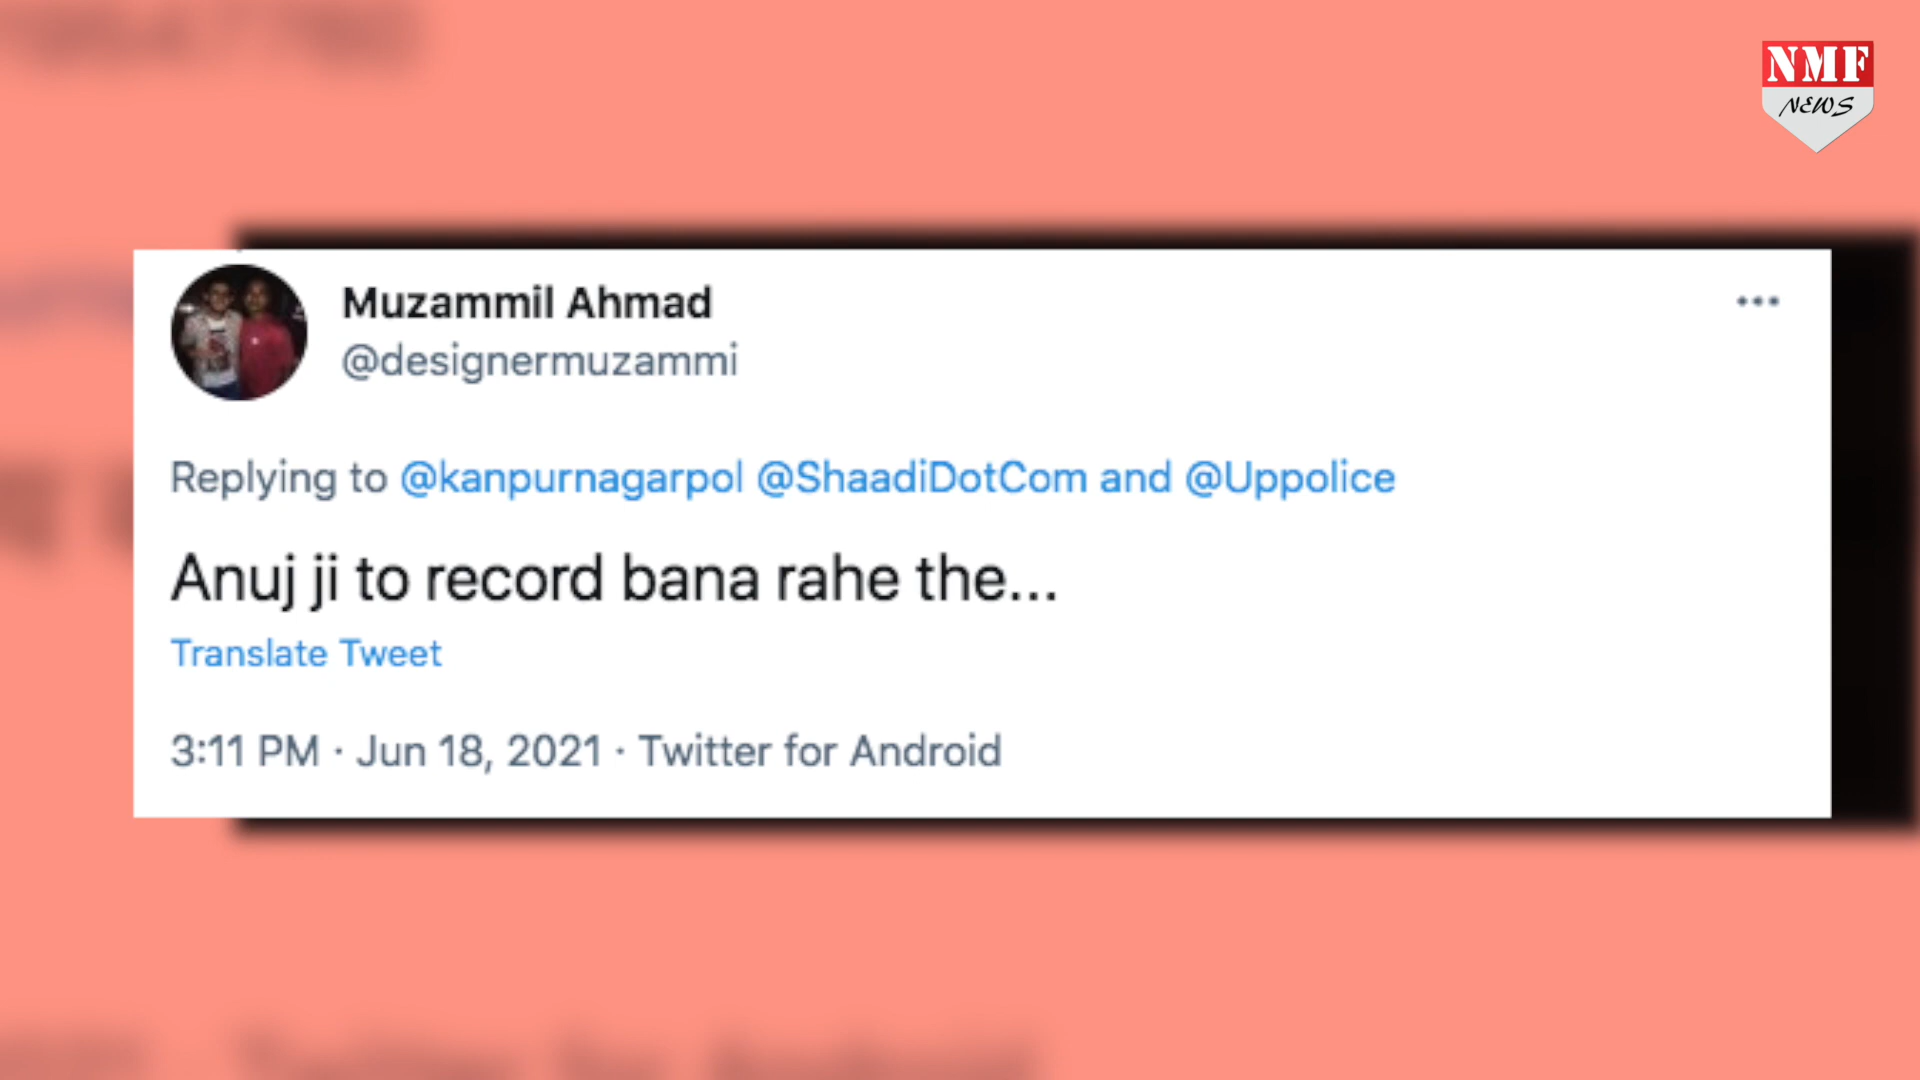 NMF
NEWS
Muzammil Ahmad
@designermuzammi
Replying to @kanpurnagarpol @ShaadiDotCom and @Uppolice
Anuj ji to record bana rahe the...
Translate Tweet
3:11 PM · Jun 18, 2021 · Twitter for Android